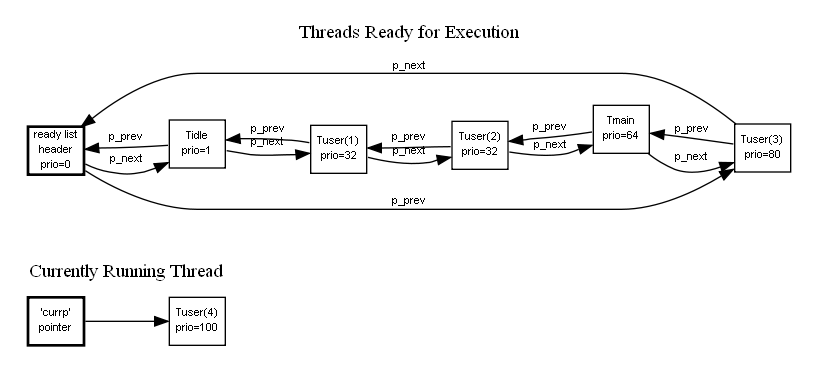 Threads Ready for Execution
p_next
ready list
header
prio=0
p_prev
p_next
Tidle
prio=1
p_prev
p_next
Tuser(1)
prio=32
p_prev
p_next
Tuser(2)
prio=32
p_prev
p_next
Tmain
prio=64
p_prev
p_next
Tuser(3)
prio=80
p_prev
Currently Running Thread
'currp'
pointer
Tuser(4)
prio=100